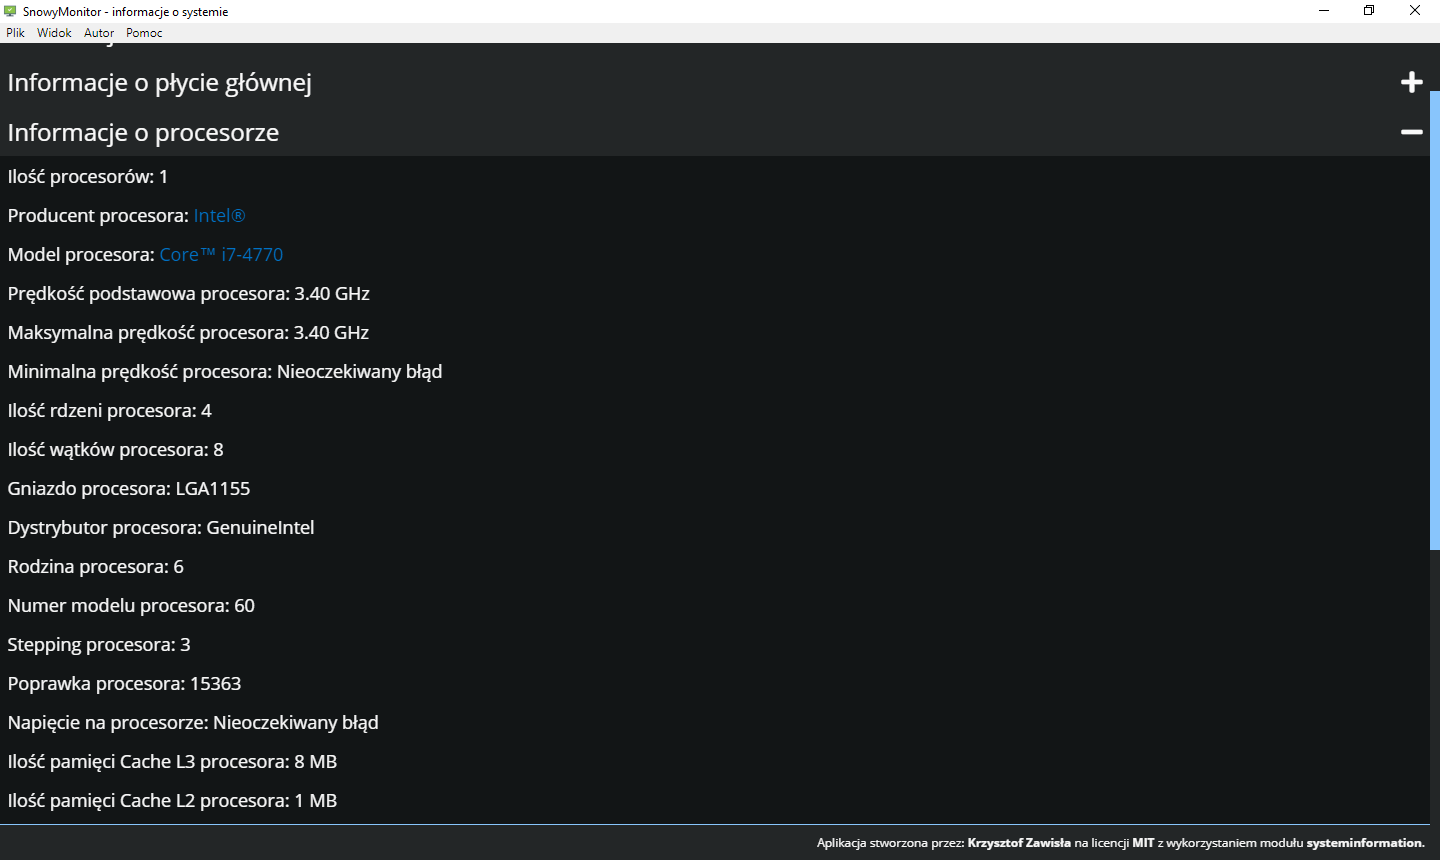 SnowyMonitor - informacje o systemie
Plik Widok Autor Pomoc
Informacje o płycie głównej
Informacje o procesorze
Ilość procesorów: 1
Producent procesora: Intel®
Model procesora: Core™ i7-4770
Prędkość podstawowa procesora: 3.40 GHz
Maksymalna prędkość procesora: 3.40 GHz
Minimalna prędkość procesora: Nieoczekiwany błąd
Ilość rdzeni procesora: 4
Ilość wątków procesora: 8
Gniazdo procesora: LGA1155
Dystrybutor procesora: GenuineIntel
Rodzina procesora: 6
Numer modelu procesora: 60
Stepping procesora: 3
Poprawka procesora: 15363
Napięcie na procesorze: Nieoczekiwany błąd
Ilość pamięci Cache L3 procesora: 8 MB
Ilość pamięci Cache L2 procesora: 1 MB
Aplikacja stworzona przez: Krzysztof Zawisła na licencji MIT z wykorzystaniem modułu systeminformation.